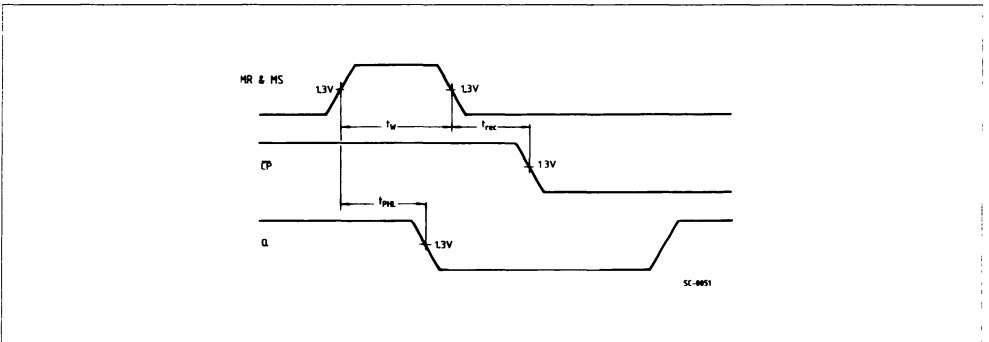 MR & MS
1.3V
1.3V
tw
trec
CP
1.3V
tPHL
Q
1.3V
SC-0051